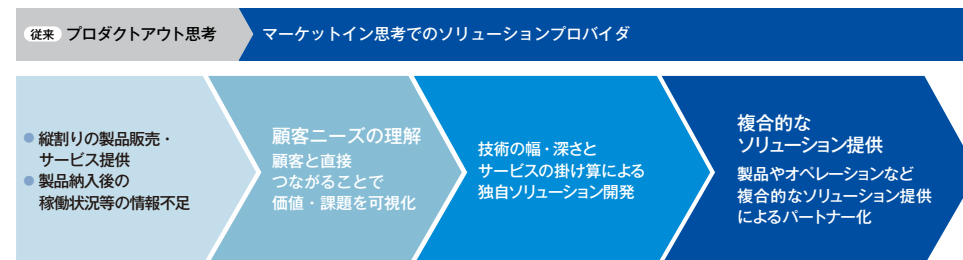 従来 プロダクトアウト思考
マーケットイン思考でのソリューションプロバイダ
● 縦割りの製品販売・
サービス提供
● 製品納入後の
稼働状況等の情報不足
顧客ニーズの理解
顧客と直接
つながることで
価値・課題を可視化
技術の幅・深さと
サービスの掛け算による
独自ソリューション開発
複合的な
ソリューション提供
製品やオペレーションなど
複合的なソリューション提供
によるパートナー化